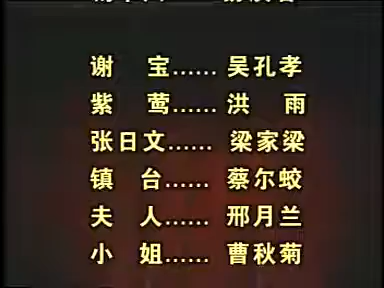 谢 宝…… 吴孔孝
紫 莺…… 洪 雨
张日文…… 梁家梁
镇 台…… 蔡尔蛟
夫 人…… 邢月兰
小 姐…… 曹秋菊